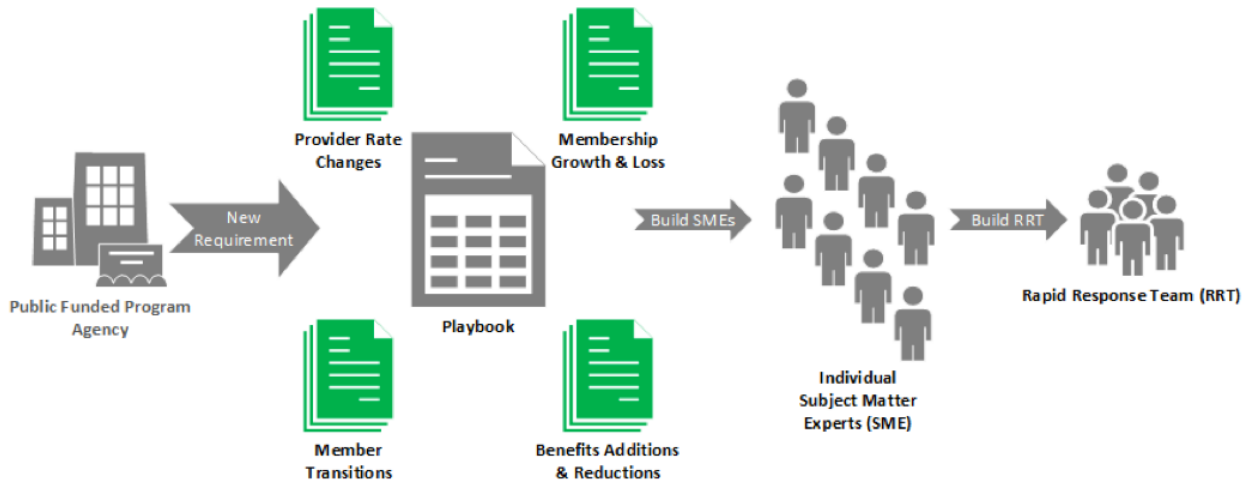 Provider Rate
Changes
Membership
Growth & Loss
New
Requirement
Build SMEs
Build RRT
Public Funded Program
Agency
Playbook
Rapid Response Team (RRT)
Individual
Subject Matter
Experts (SME)
Member
Transitions
Benefits Additions
& Reductions